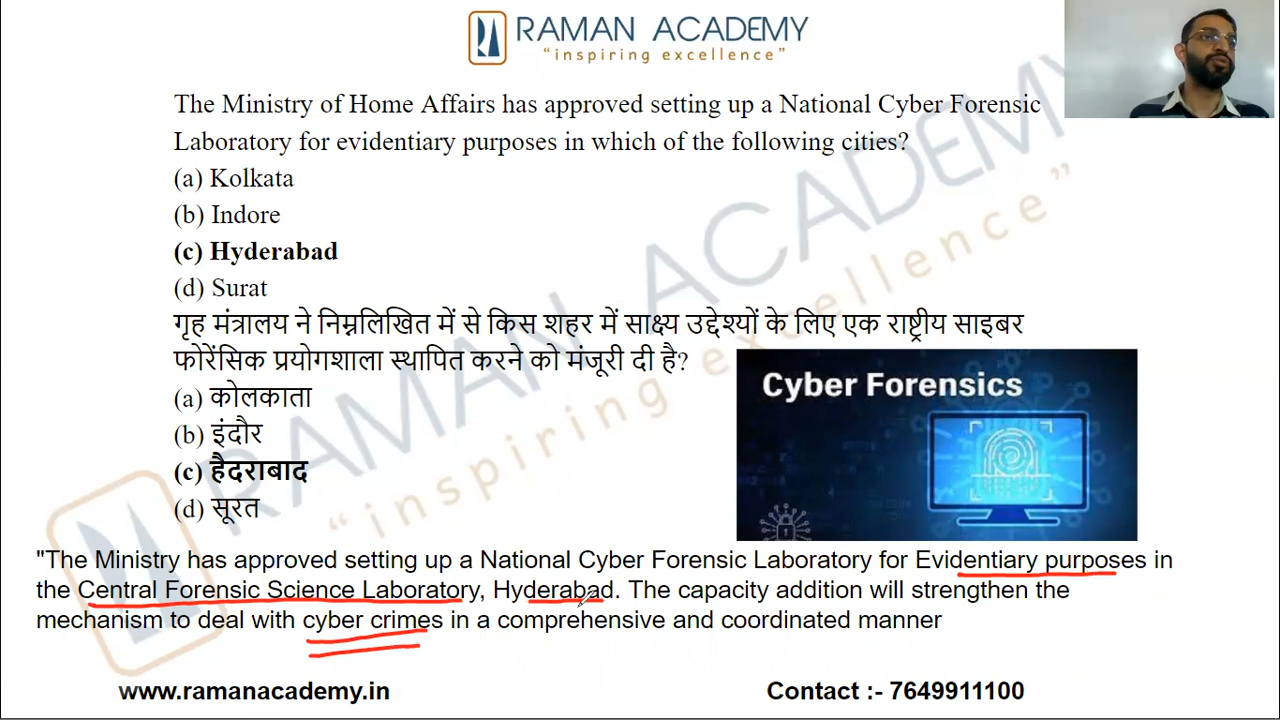 RAMAN ACADEMY
“inspiring excellence”
The Ministry of Home Affairs has approved setting up a National Cyber Forensic
Laboratory for evidentiary purposes in which of the following cities?
(a) Kolkata
(b) Indore
(c) Hyderabad
(d) Surat
गृह मंत्रालय ने निम्नलिखित में से किस शहर में साक्ष्य उद्देश्यों के लिए एक राष्ट्रीय साइबर
फोरेंसिक प्रयोगशाला स्थापित करने को मंजूरी दी है?
(a) कोलकाता
(b) इंदौर
(c) हैदराबाद
(d) सूरत
Cyber Forensics
RAMAN ACADEMY
“inspiring excellence”
"The Ministry has approved setting up a National Cyber Forensic Laboratory for Evidentiary purposes in
the Central Forensic Science Laboratory, Hyderabad. The capacity addition will strengthen the
mechanism to deal with cyber crimes in a comprehensive and coordinated manner
www.ramanacademy.in
Contact :- 7649911100